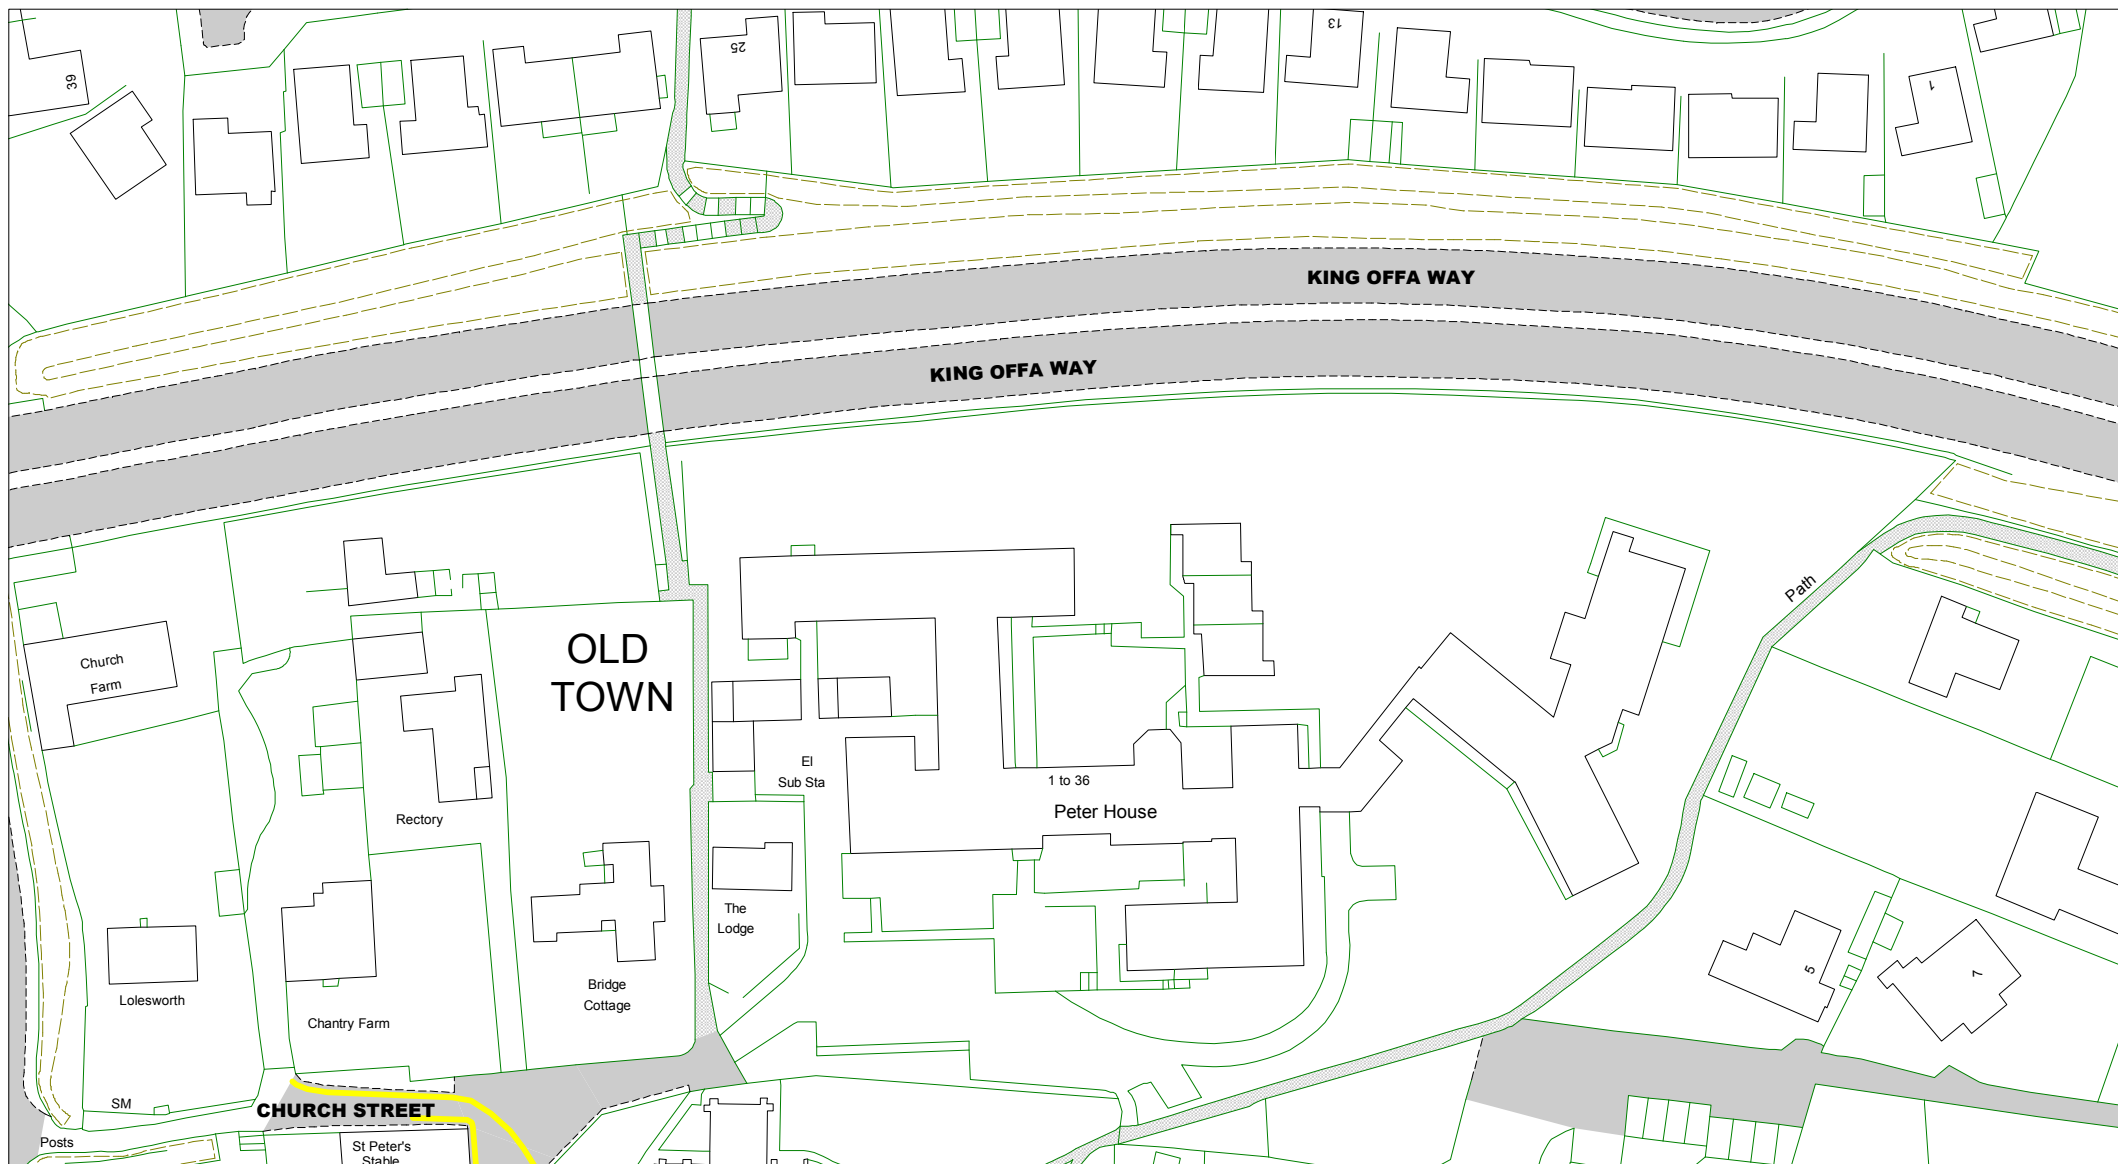 39
25
13
1
KING OFFA WAY
KING OFFA WAY
Path
OLD
TOWN
Church
Farm
El
Sub Sta
1 to 36
Peter House
Rectory
The
Lodge
5
7
Bridge
Cottage
Lolesworth
Chantry Farm
SM
CHURCH STREET
Posts
St Peter's
Stable